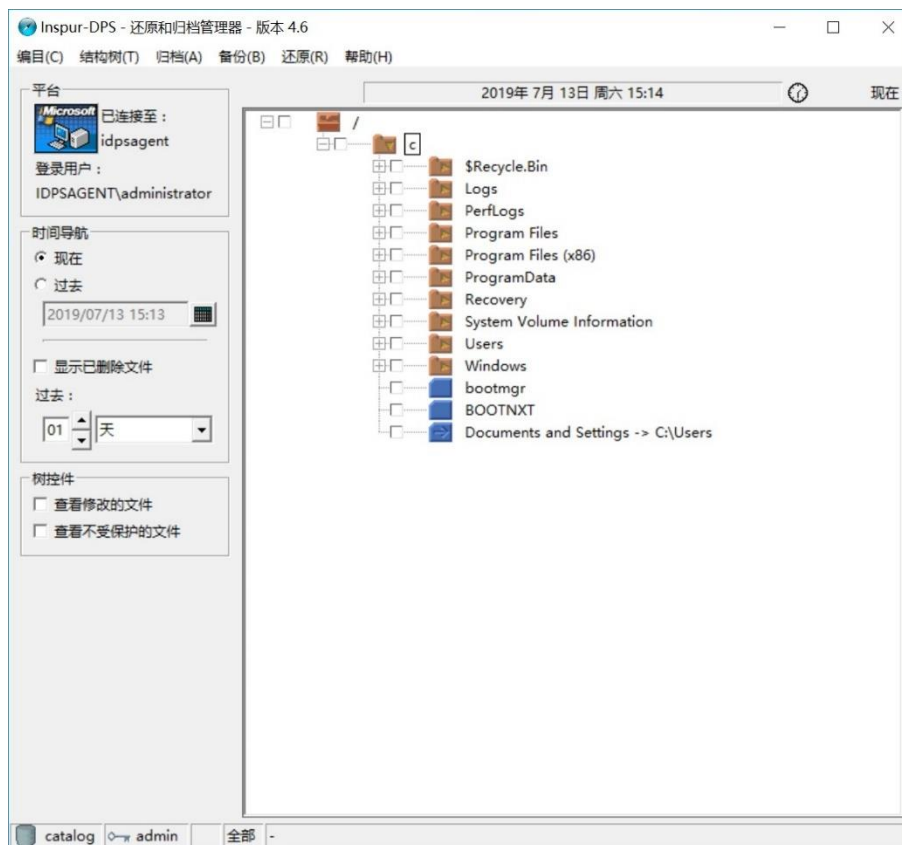 Inspur-DPS - 还原和归档管理器 - 版本 4.6
编目(C) 结构树(T) 归档(A) 备份(B) 还原(R) 帮助(H)
平台
Microsoft
已连接至：
idpsagent
登录用户：
IDPSAGENT\administrator
时间导航
现在
过去
2019/07/13 15:13
显示已删除文件
过去：
01 天
树控件
查看修改的文件
查看不受保护的文件
2019年 7月 13日 周六 15:14 现在
/
c
$Recycle.Bin
Logs
PerfLogs
Program Files
Program Files (x86)
ProgramData
Recovery
System Volume Information
Users
Windows
bootmgr
BOOTNXT
Documents and Settings -> C:\Users
catalog admin 全部 -